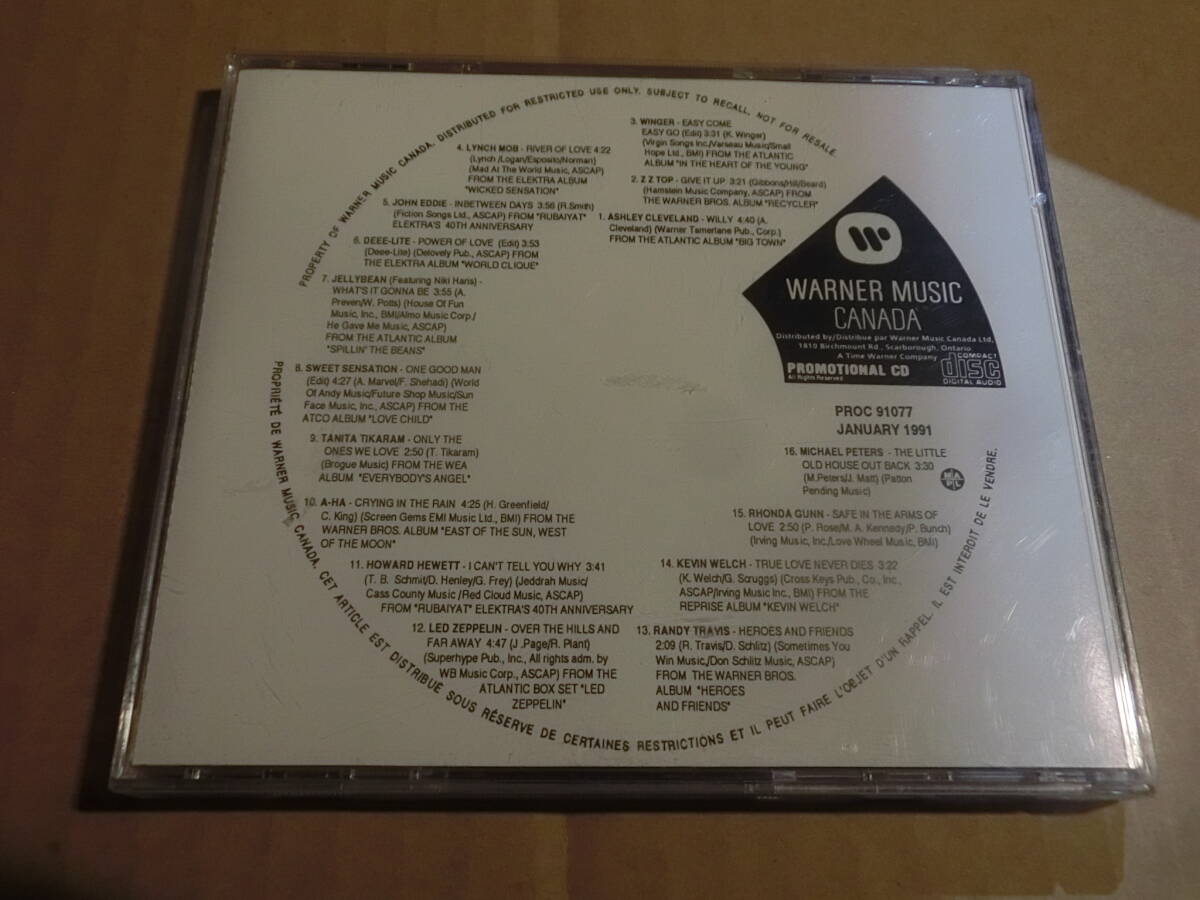 PROPERTY OF WARNER MUSIC CANADA. DISTRIBUTED FOR RESTRICTED USE ONLY. SUBJECT TO RECALL. NOT FOR RESALE.
1. ASHLEY CLEVELAND - WILLY 4:40 (A.
Cleveland) (Warner Tamerlane Pub., Corp.)
FROM THE ATLANTIC ALBUM "BIG TOWN"
2. Z Z TOP - GIVE IT UP 3:21 (Gibbons/Hill/Beard)
(Hamstein Music Company, ASCAP) FROM
THE WARNER BROS. ALBUM "RECYCLER"
3. WINGER - EASY COME
EASY GO (Edit) 3:31 (K. Winger)
(Virgin Songs Inc./Varseau Music/Small
Hope Ltd., BMI) FROM THE ATLANTIC
ALBUM "IN THE HEART OF THE YOUNG"
4. LYNCH MOB - RIVER OF LOVE 4:22
(Lynch /Logan/Esposito/Norman)
(Mad At The World Music, ASCAP)
FROM THE ELEKTRA ALBUM
"WICKED SENSATION"
5. JOHN EDDIE - INBETWEEN DAYS 3:56 (R.Smith)
(Fiction Songs Ltd., ASCAP) FROM "RUBAIYAT"
ELEKTRA'S 40TH ANNIVERSARY
6. DEEE-LITE - POWER OF LOVE (Edit) 3:53
(Deee-Lite) (Delovely Pub., ASCAP) FROM
THE ELEKTRA ALBUM "WORLD CLIQUE"
7. JELLYBEAN (Featuring Niki Haris) -
WHAT'S IT GONNA BE 3:55 (A.
Preven/W. Potts) (House Of Fun
Music, Inc., BMI/Almo Music Corp./
He Gave Me Music, ASCAP)
FROM THE ATLANTIC ALBUM
"SPILLIN' THE BEANS"
8. SWEET SENSATION - ONE GOOD MAN
(Edit) 4:27 (A. Marvel/F. Shehadi) (World
Of Andy Music/Future Shop Music/Sun
Face Music, Inc., ASCAP) FROM THE
ATCO ALBUM "LOVE CHILD"
9. TANITA TIKARAM - ONLY THE
ONES WE LOVE 2:50 (T. Tikaram)
(Brogue Music) FROM THE WEA
ALBUM "EVERYBODY'S ANGEL"
10. A-HA - CRYING IN THE RAIN 4:25 (H. Greenfield/
C. King) (Screen Gems EMI Music Ltd., BMI) FROM THE
WARNER BROS. ALBUM "EAST OF THE SUN, WEST
OF THE MOON"
11. HOWARD HEWETT - I CAN'T TELL YOU WHY 3:41
(T. B. Schmit/D. Henley/G. Frey) (Jeddrah Music/
Cass County Music /Red Cloud Music, ASCAP)
FROM "RUBAIYAT" ELEKTRA'S 40TH ANNIVERSARY
12. LED ZEPPELIN - OVER THE HILLS AND
FAR AWAY 4:47 (J .Page/R. Plant)
(Superhype Pub., Inc., All rights adm. by
WB Music Corp., ASCAP) FROM THE
ATLANTIC BOX SET "LED
ZEPPELIN"
13. RANDY TRAVIS - HEROES AND FRIENDS
2:09 (R. Travis/D. Schlitz) (Sometimes You
Win Music./Don Schlitz Music, ASCAP)
FROM THE WARNER BROS.
ALBUM "HEROES
AND FRIENDS"
14. KEVIN WELCH - TRUE LOVE NEVER DIES 3:22
(K. Welch/G. Scruggs) (Cross Keys Pub., Co., Inc.,
ASCAP/Irving Music Inc., BMI) FROM THE
REPRISE ALBUM "KEVIN WELCH"
15. RHONDA GUNN - SAFE IN THE ARMS OF
LOVE 2:50 (P. Rose/M. A. Kennedy/P. Bunch)
(Irving Music, Inc./Love Wheel Music, BMI)
16. MICHAEL PETERS - THE LITTLE
OLD HOUSE OUT BACK 3:30
(M.Peters/J. Matt) (Patton
Pending Music)
MAPL
WARNER MUSIC
CANADA
Distributed by/Distribue par Warner Music Canada Ltd,
1810 Birchmount Rd., Scarborough, Ontario
A Time Warner Company
PROMOTIONAL CD
All Rights Reserved
COMPACT
disc
DIGITAL AUDIO
PROC 91077
JANUARY 1991
PROPRIÉTÉ DE WARNER MUSIC CANADA. CET ARTICLE EST DISTRIBUE SOUS RÉSERVE DE CERTAINES RESTRICTIONS ET IL PEUT FAIRE L'OBJET D'UN RAPPEL. IL EST INTERDIT DE LE VENDRE.